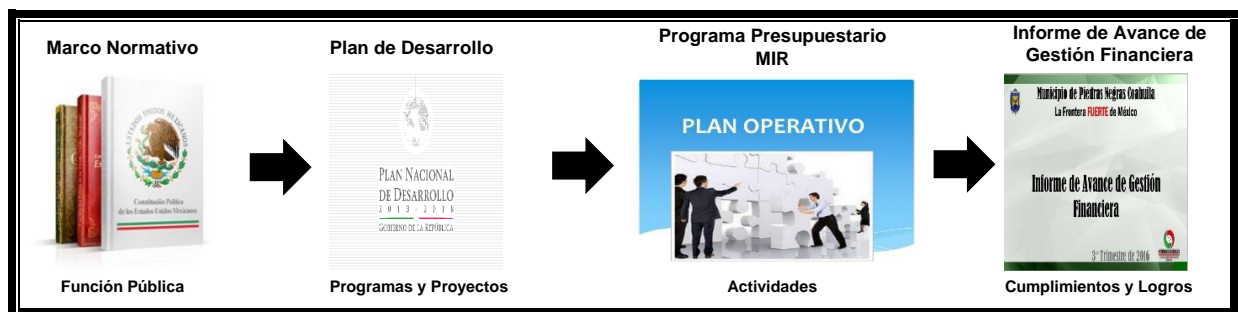 Marco Normativo
ESTADOS UNIDOS MEXICANOS
Constitución Política
de los Estados Unidos Mexicanos
Función Pública
Plan de Desarrollo
PLAN NACIONAL
DE DESARROLLO
2013 - 2018
GOBIERNO DE LA REPÚBLICA
Programas y Proyectos
Programa Presupuestario
MIR
PLAN OPERATIVO
Actividades
Informe de Avance de
Gestión Financiera
Municipio de Piedras Negras Coahuila
La Frontera FUERTE de México
Informe de Avance de Gestión
Financiera
3° Trimestre de 2016
Cumplimientos y Logros